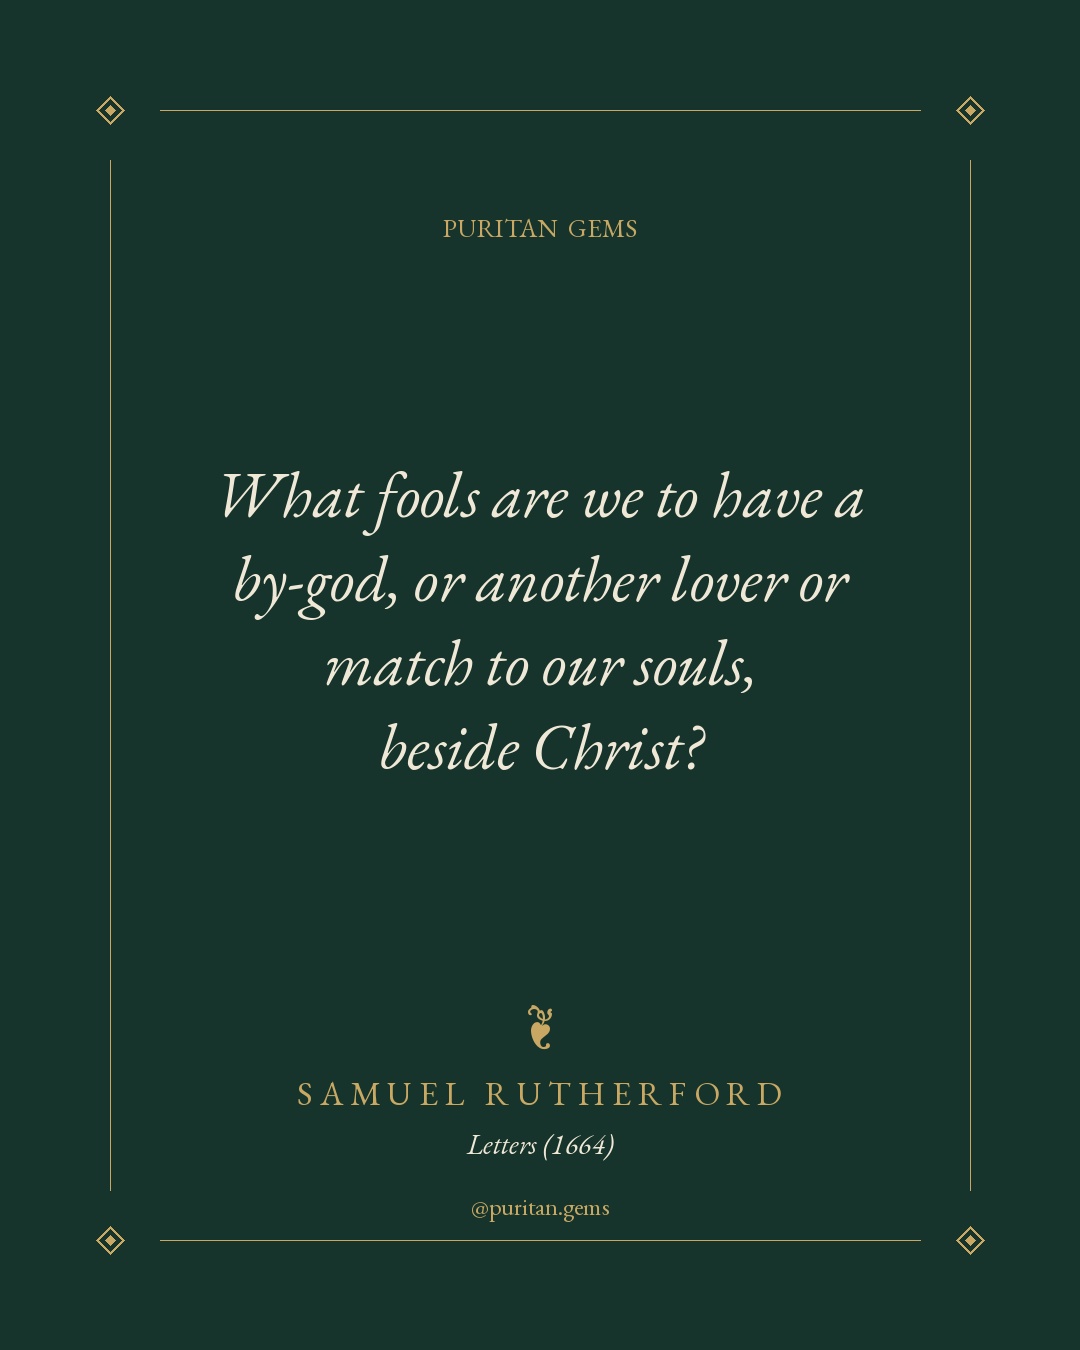 PURITAN GEMS
What fools are we to have a
by-god, or another lover or
match to our souls,
beside Christ?
SAMUEL RUTHERFORD
Letters (1664)
@puritan.gems